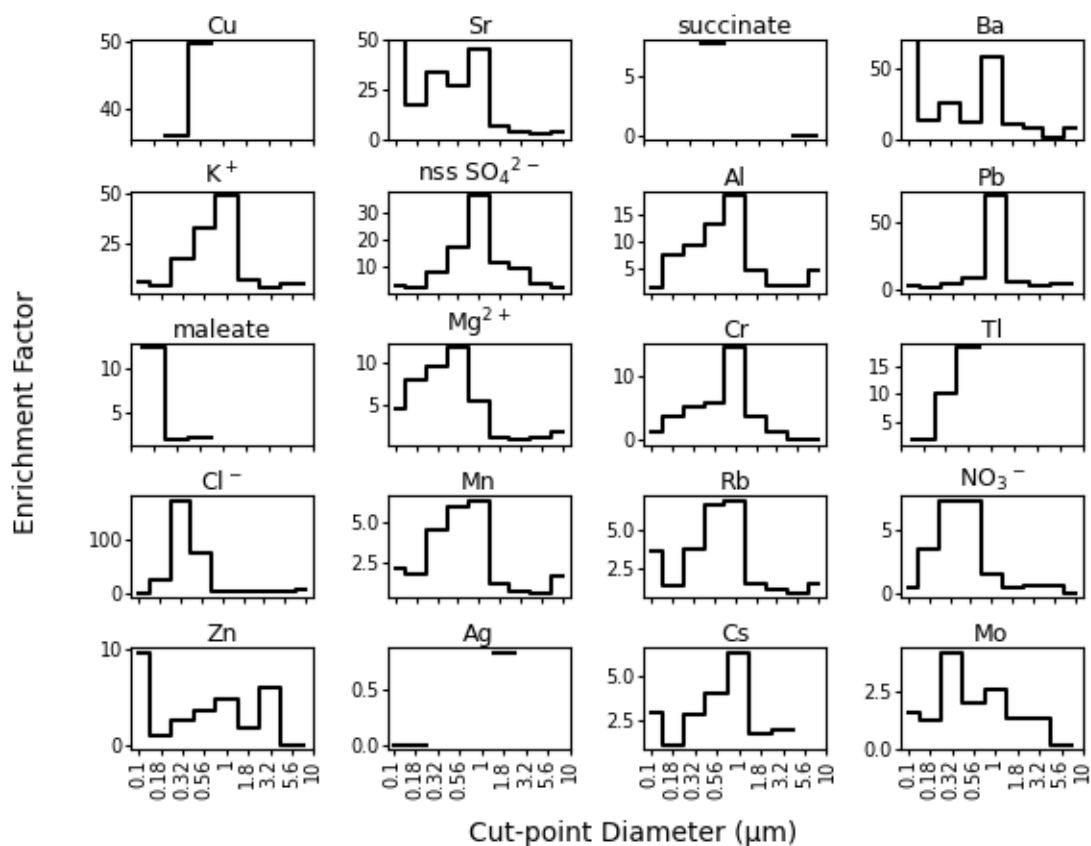 Cu Sr succinate Ba
50 50 5 50
40 25 0 0
0
K⁺ nss SO₄²⁻ Al Pb
50 30 15 50
25 20 10 0
10 5
maleate Mg²⁺ Cr Tl
10 10 10 15
5 5 0 10
5
Cl⁻ Mn Rb NO₃⁻
100 5.0 5.0 5
0 2.5 2.5 0
Zn Ag Cs Mo
10 0.5 5.0 2.5
5 0.0 2.5 0.0
0
0.1 0.18 0.32 0.56 1 1.8 3.2 5.6 10 0.1 0.18 0.32 0.56 1 1.8 3.2 5.6 10 0.1 0.18 0.32 0.56 1 1.8 3.2 5.6 10 0.1 0.18 0.32 0.56 1 1.8 3.2 5.6 10
Enrichment Factor
Cut-point Diameter (µm)